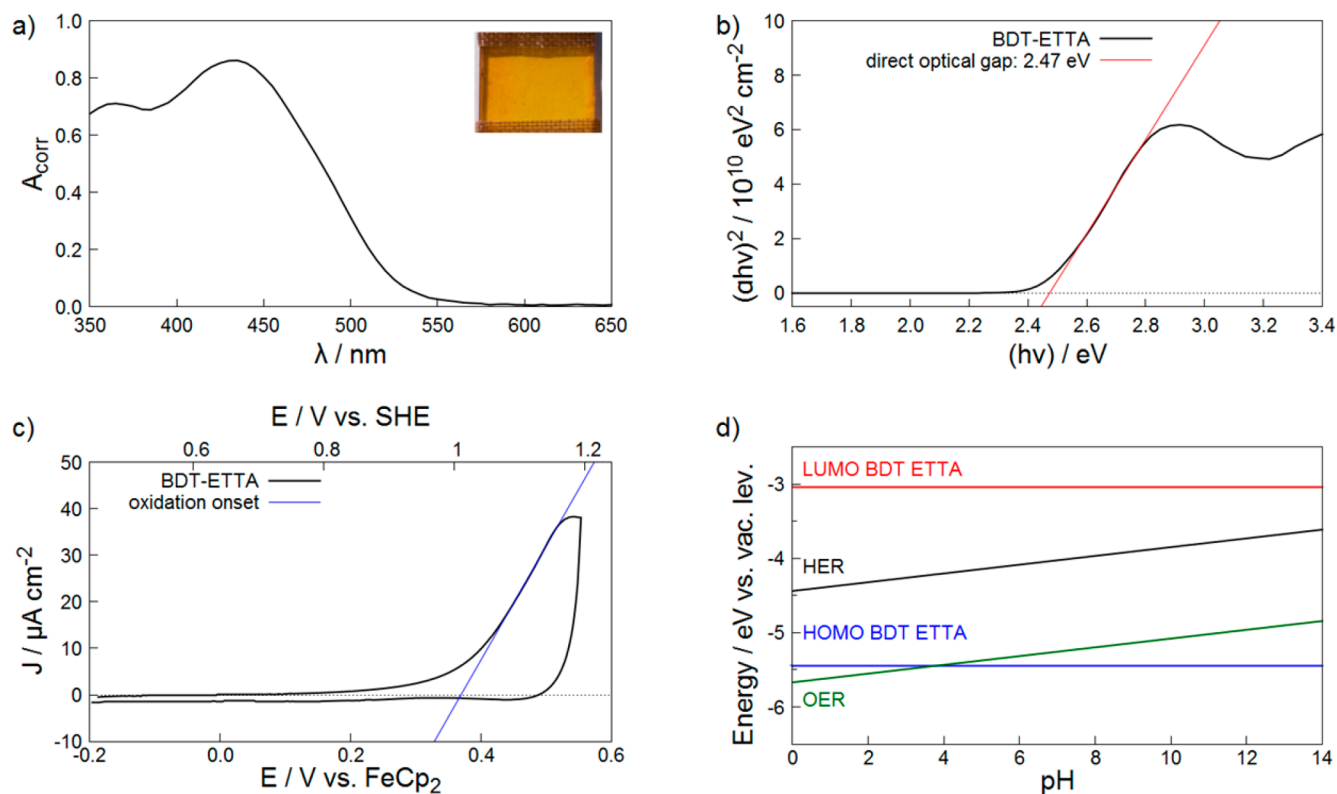 a)
1.0
0.8
0.6
0.4
0.2
0.0
A_corr
350 400 450 500 550 600 650
λ / nm
b)
10
8
6
4
2
0
(αhν)² / 10¹⁰ eV² cm⁻²
BDT-ETTA
direct optical gap: 2.47 eV
1.6 1.8 2.0 2.2 2.4 2.6 2.8 3.0 3.2 3.4
(hν) / eV
c)
E / V vs. SHE
0.6 0.8 1 1.2
50
40
30
20
10
0
-10
J / µA cm⁻²
BDT-ETTA
oxidation onset
-0.2 0.0 0.2 0.4 0.6
E / V vs. FeCp₂
d)
-3
-4
-5
-6
Energy / eV vs. vac. lev.
LUMO BDT ETTA
HER
HOMO BDT ETTA
OER
0 2 4 6 8 10 12 14
pH